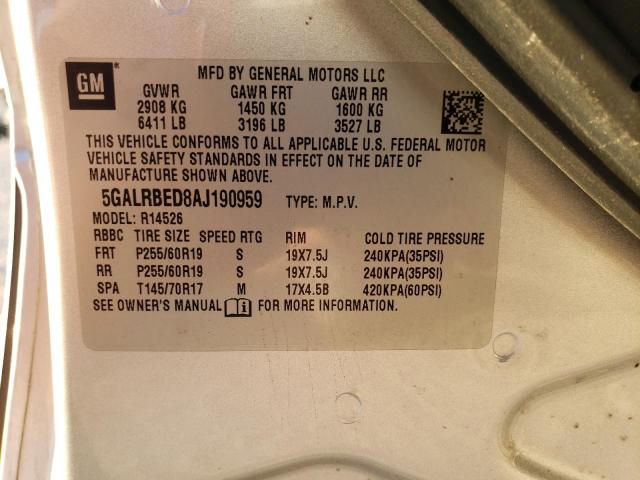 GM
MFD BY GENERAL MOTORS LLC
GVWR GAWR FRT GAWR RR
2908 KG 1450 KG 1600 KG
6411 LB 3196 LB 3527 LB
THIS VEHICLE CONFORMS TO ALL APPLICABLE U.S. FEDERAL MOTOR
VEHICLE SAFETY STANDARDS IN EFFECT ON THE DATE OF
MANUFACTURE SHOWN ABOVE.
5GALRBED8AJ190959 TYPE: M.P.V.
MODEL: R14526
RBBC TIRE SIZE SPEED RTG RIM COLD TIRE PRESSURE
FRT P255/60R19 S 19X7.5J 240KPA(35PSI)
RR P255/60R19 S 19X7.5J 240KPA(35PSI)
SPA T145/70R17 M 17X4.5B 420KPA(60PSI)
SEE OWNER'S MANUAL i FOR MORE INFORMATION.